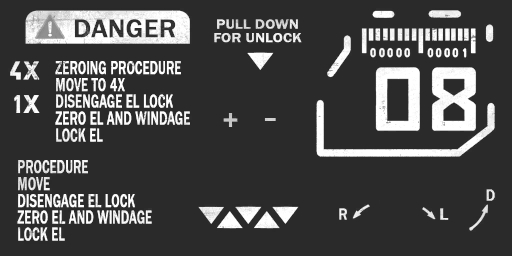 DANGER
PULL DOWN
FOR UNLOCK
00000 00001
08
4X ZEROING PROCEDURE
MOVE TO 4X
1X DISENGAGE EL LOCK
ZERO EL AND WINDAGE
LOCK EL
+ -
PROCEDURE
MOVE
DISENGAGE EL LOCK
ZERO EL AND WINDAGE
LOCK EL
R L D